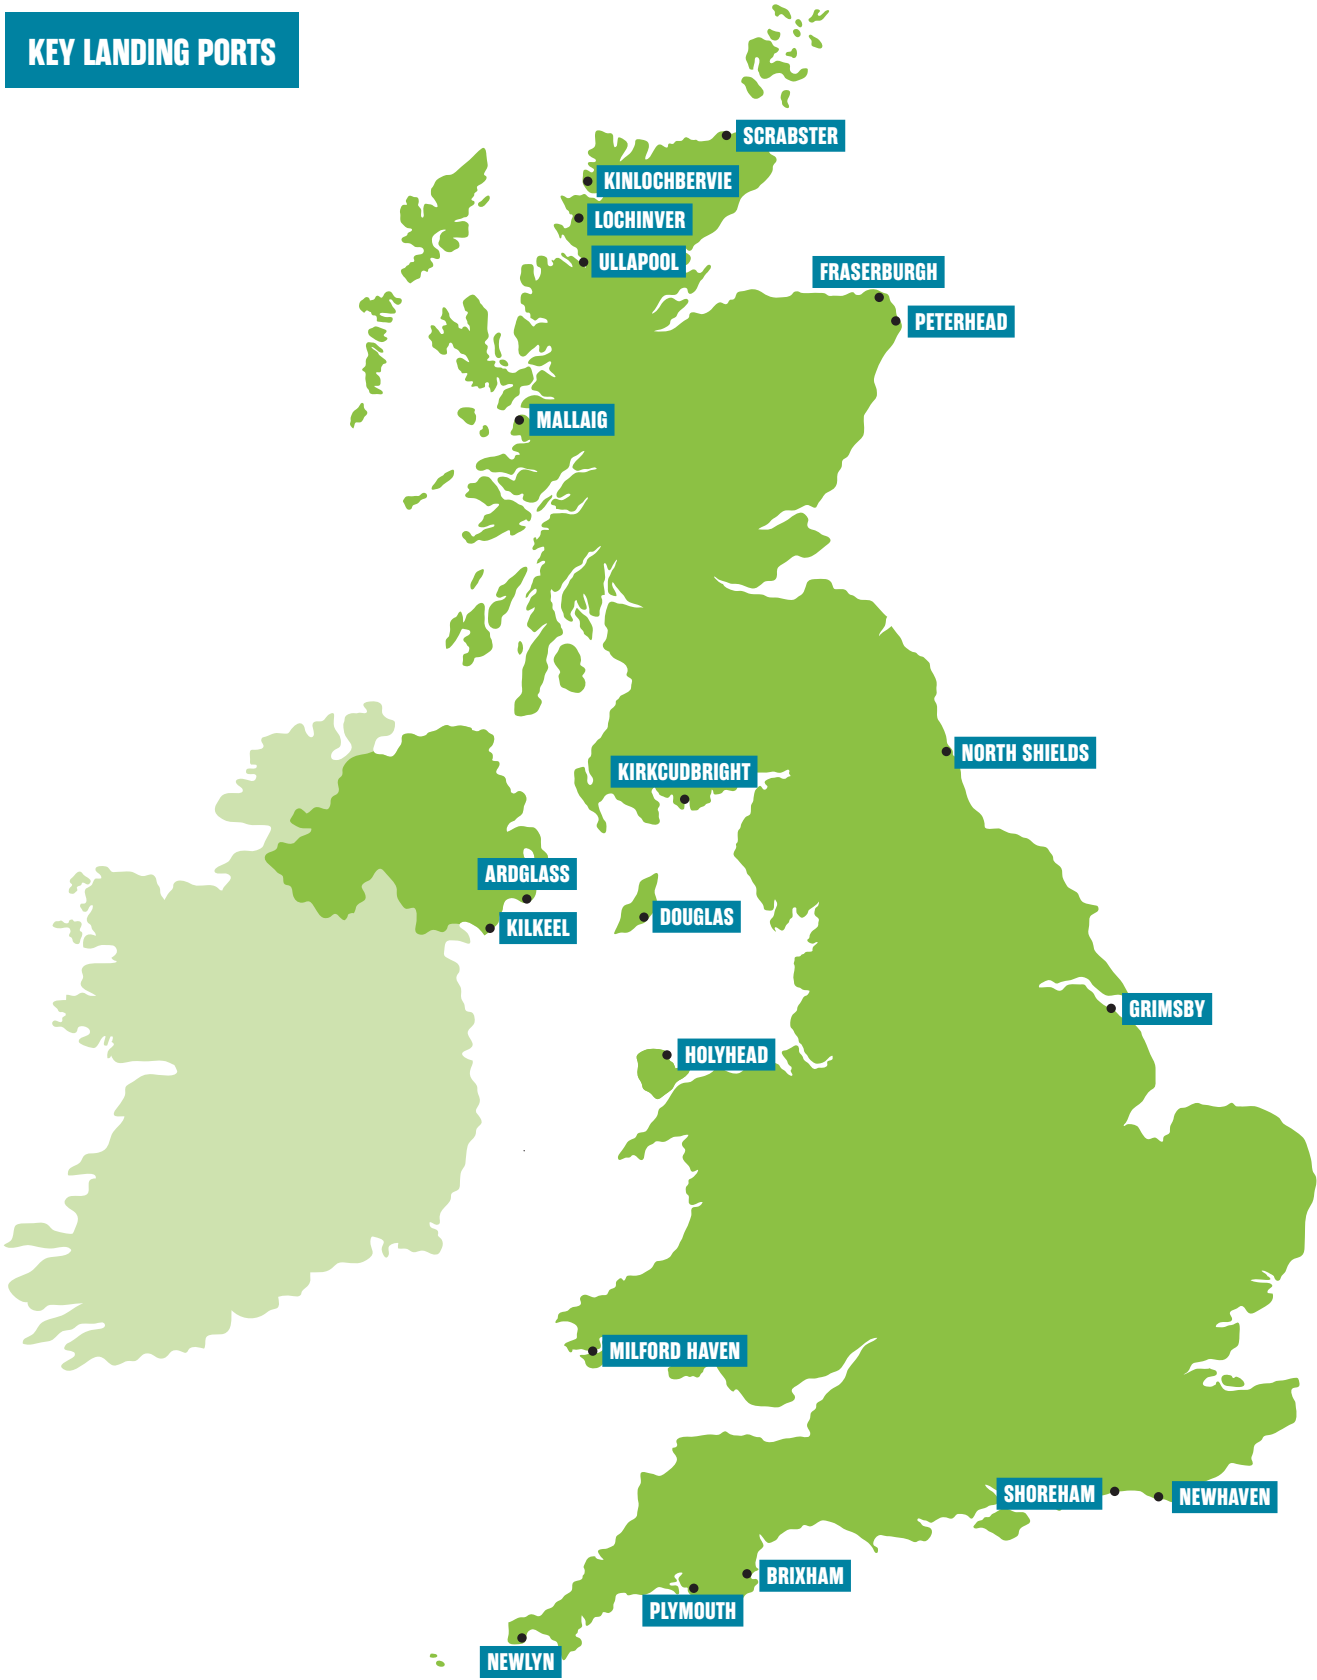 KEY LANDING PORTS
SCRABSTER
KINLOCHBERVIE
LOCHINVER
ULLAPOOL
FRASERBURGH
PETERHEAD
MALLAIG
NORTH SHIELDS
KIRKCUDBRIGHT
ARDGLASS
DOUGLAS
KILKEEL
GRIMSBY
HOLYHEAD
MILFORD HAVEN
SHOREHAM
NEWHAVEN
BRIXHAM
PLYMOUTH
NEWLYN